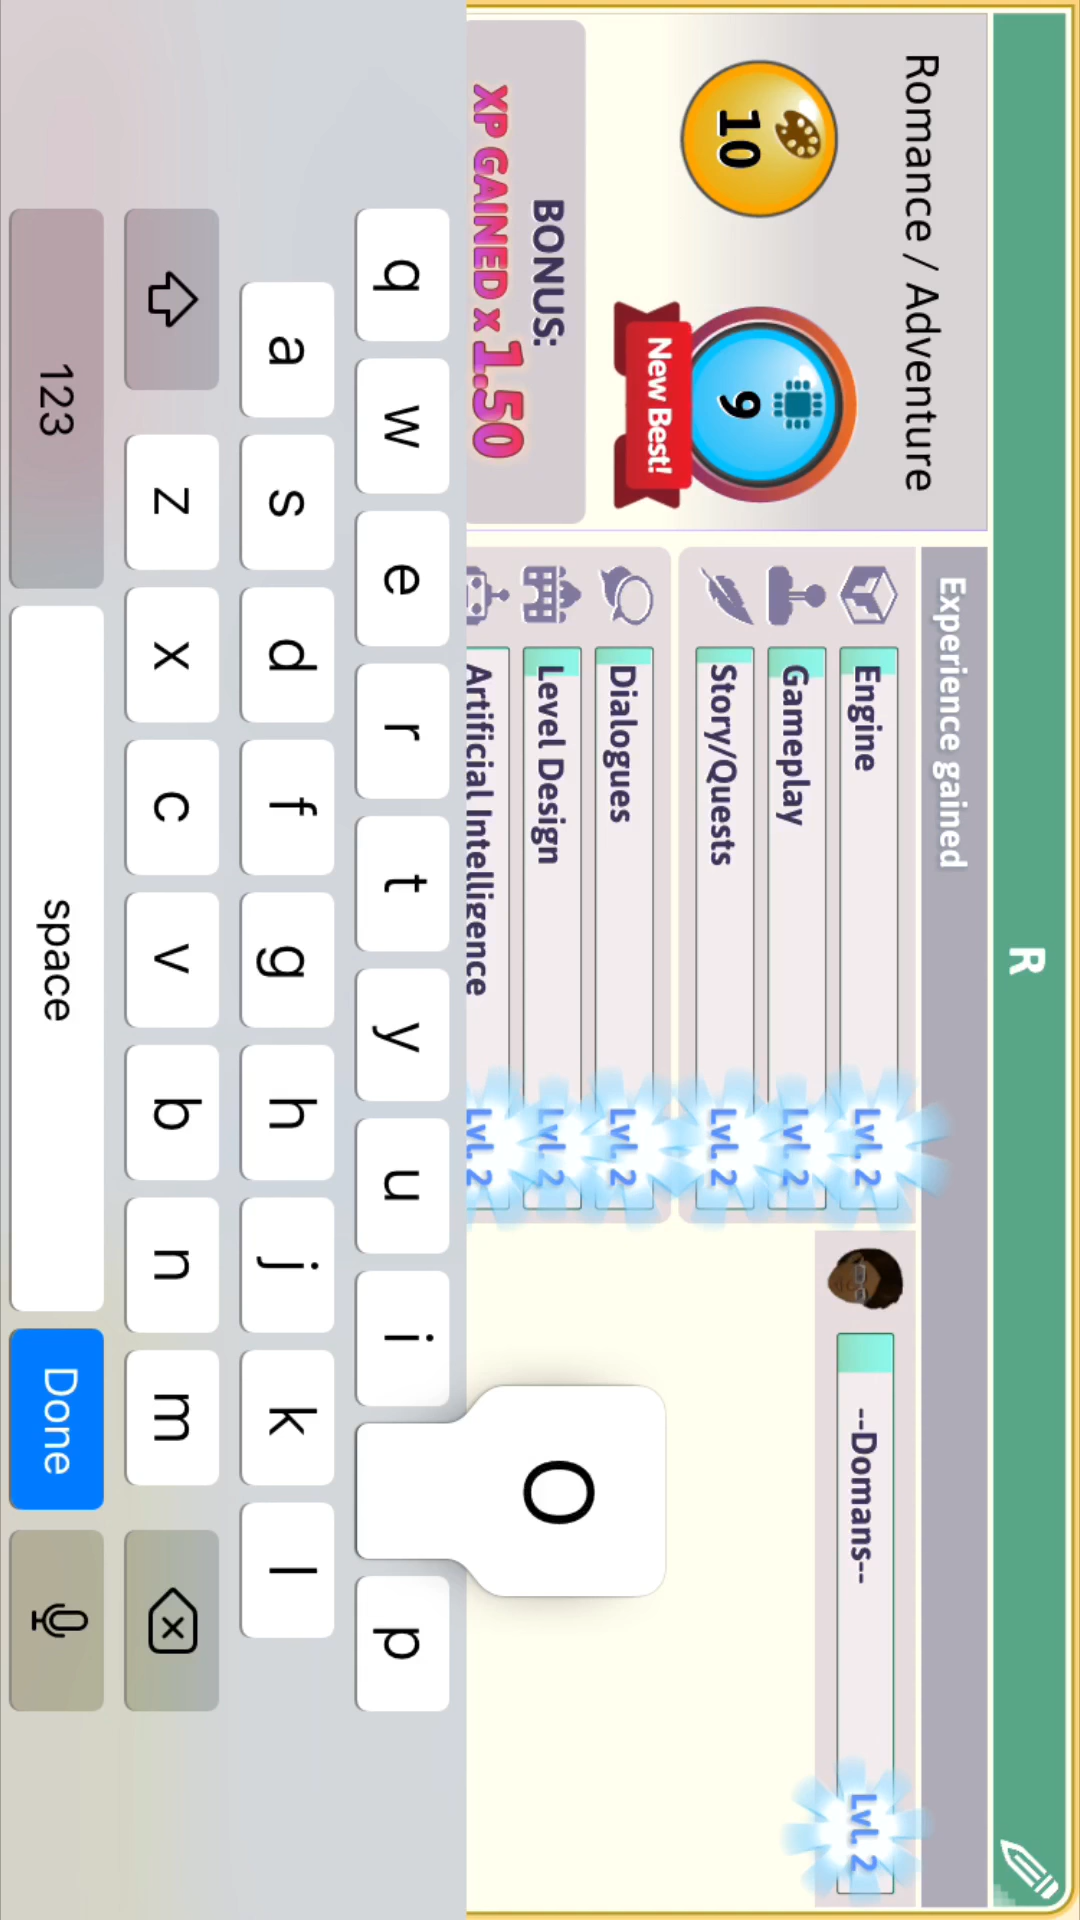 R
Romance / Adventure
10
9
New Best!
BONUS:
XP GAINED x 1.50
Experience gained
Engine Lvl. 2
Gameplay Lvl. 2
Story/Quests Lvl. 2
Dialogues Lvl. 2
Level Design Lvl. 2
Artificial Intelligence Lvl. 2
--Domans-- Lvl. 2
q w e r t y u i o p
a s d f g h j k l
z x c v b n m
123 space Done